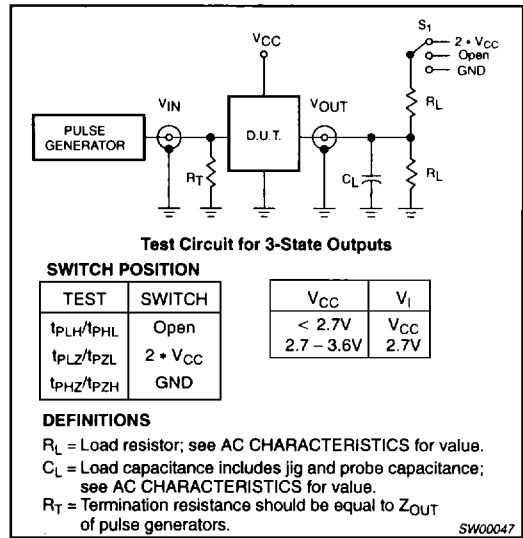 S1
VCC
2 • VCC
Open
GND
VIN
VOUT
RL
PULSE
GENERATOR
D.U.T.
RT
CL
RL
Test Circuit for 3-State Outputs
SWITCH POSITION
TEST SWITCH
tPLH/tPHL Open
tPLZ/tPZL 2 • VCC
tPHZ/tPZH GND
VCC VI
< 2.7V VCC
2.7 – 3.6V 2.7V
DEFINITIONS
RL = Load resistor; see AC CHARACTERISTICS for value.
CL = Load capacitance includes jig and probe capacitance;
see AC CHARACTERISTICS for value.
RT = Termination resistance should be equal to ZOUT
of pulse generators.
SW00047